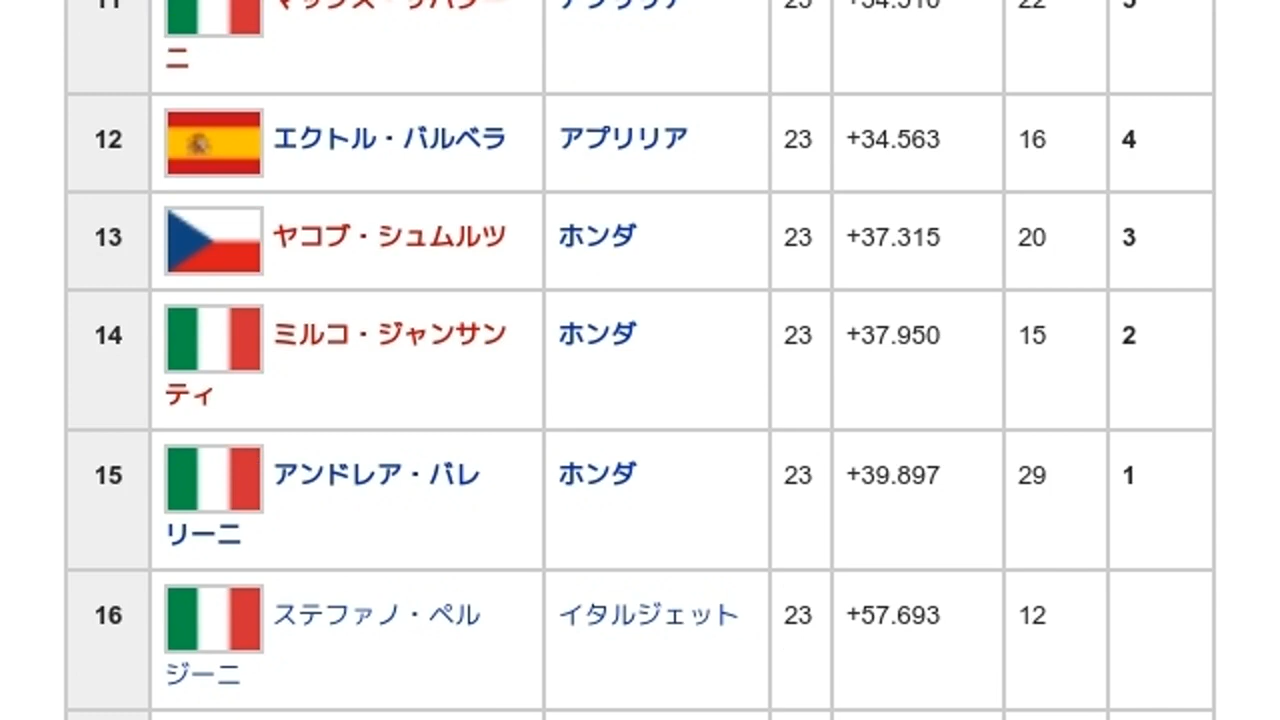 ニ
12 エクトル・バルベラ アプリリア 23 +34.563 16 4
13 ヤコブ・シュムルツ ホンダ 23 +37.315 20 3
14 ミルコ・ジャンサン ホンダ 23 +37.950 15 2
ティ
15 アンドレア・バレ ホンダ 23 +39.897 29 1
リーニ
16 ステファノ・ペル イタルジェット 23 +57.693 12
ジーニ